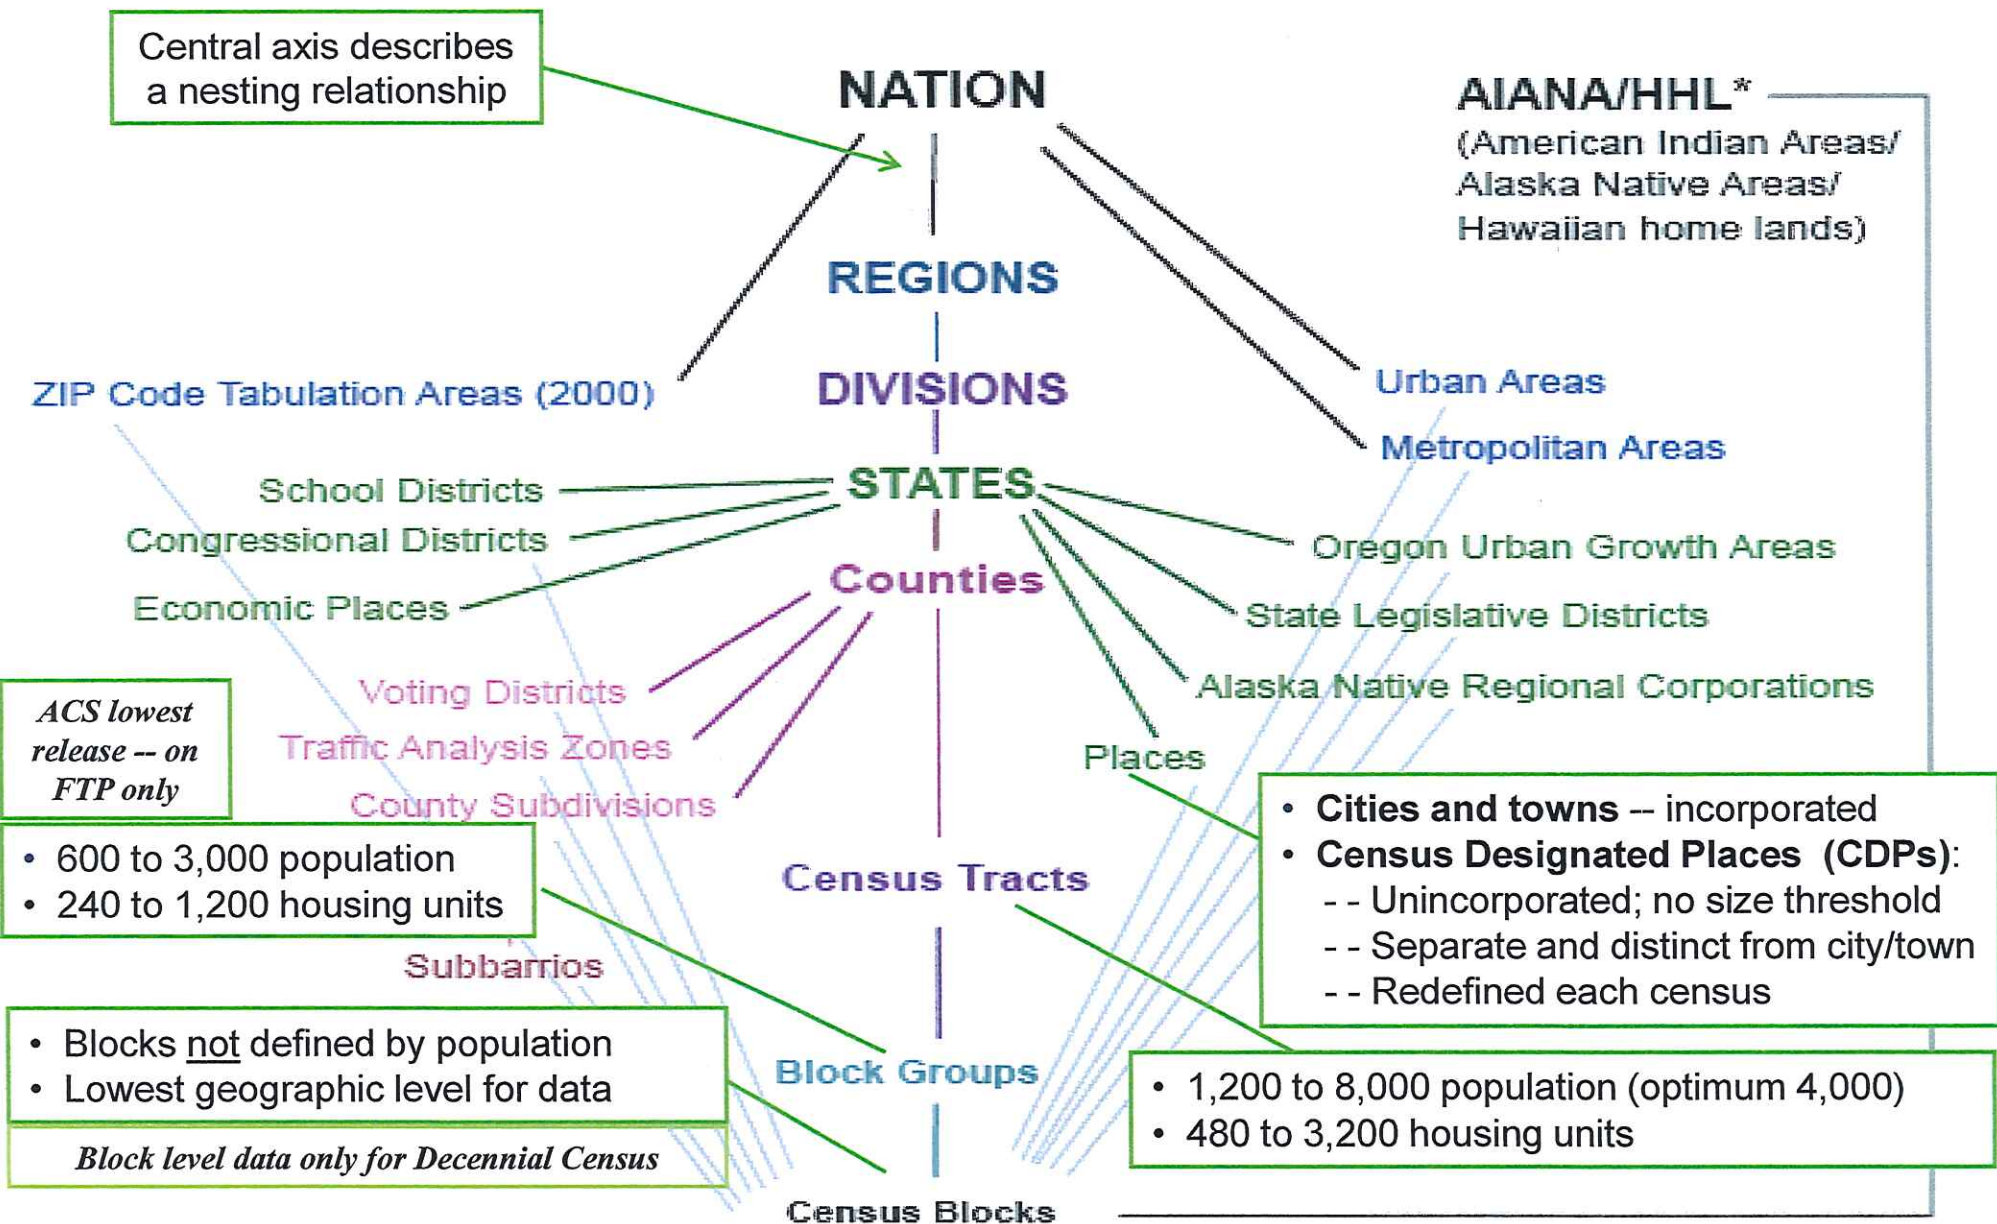 Central axis describes
a nesting relationship
NATION
AIANA/HHL*
(American Indian Areas/
Alaska Native Areas/
Hawaiian home lands)
REGIONS
ZIP Code Tabulation Areas (2000)
DIVISIONS
Urban Areas
Metropolitan Areas
School Districts
STATES
Congressional Districts
Oregon Urban Growth Areas
Economic Places
Counties
State Legislative Districts
Voting Districts
Alaska Native Regional Corporations
Traffic Analysis Zones
Places
County Subdivisions
ACS lowest
release -- on
FTP only
• 600 to 3,000 population
• 240 to 1,200 housing units
Census Tracts
• Cities and towns -- incorporated
• Census Designated Places (CDPs):
- - Unincorporated; no size threshold
- - Separate and distinct from city/town
- - Redefined each census
Subbarrios
• Blocks not defined by population
• Lowest geographic level for data
Block level data only for Decennial Census
Block Groups
• 1,200 to 8,000 population (optimum 4,000)
• 480 to 3,200 housing units
Census Blocks